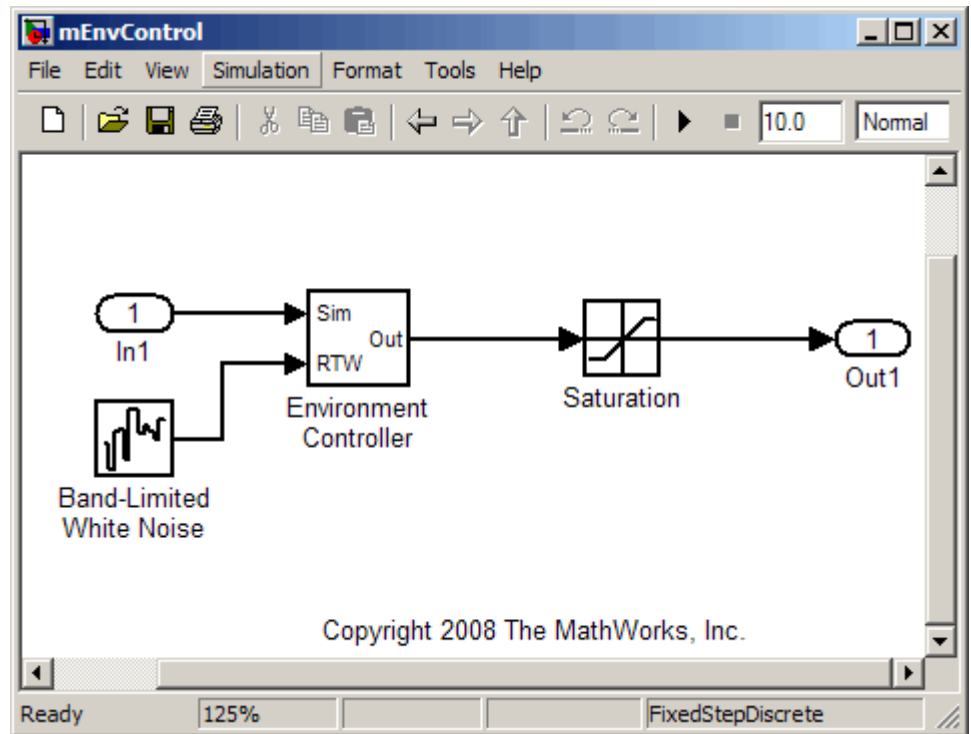 mEnvControl
File Edit View Simulation Format Tools Help
10.0 Normal
1
In1
Sim
Out
RTW
Environment
Controller
Saturation
1
Out1
Band-Limited
White Noise
Copyright 2008 The MathWorks, Inc.
Ready 125% FixedStepDiscrete